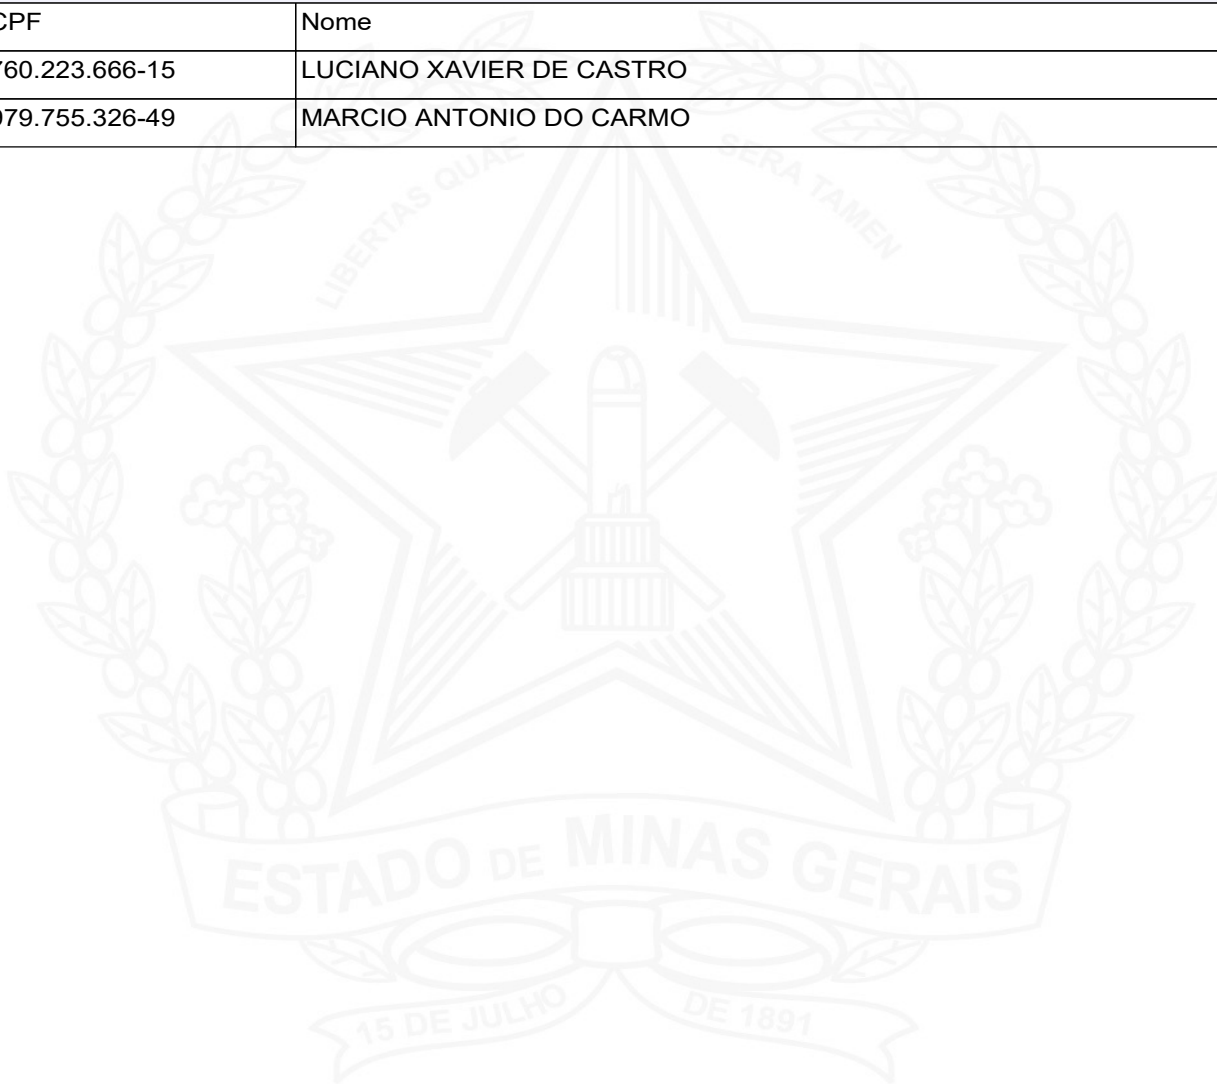 CPF Nome
760.223.666-15 LUCIANO XAVIER DE CASTRO
979.755.326-49 MARCIO ANTONIO DO CARMO
LIBERTAS QUAE SERA TAMEN
ESTADO DE MINAS GERAIS
15 DE JULHO DE 1891